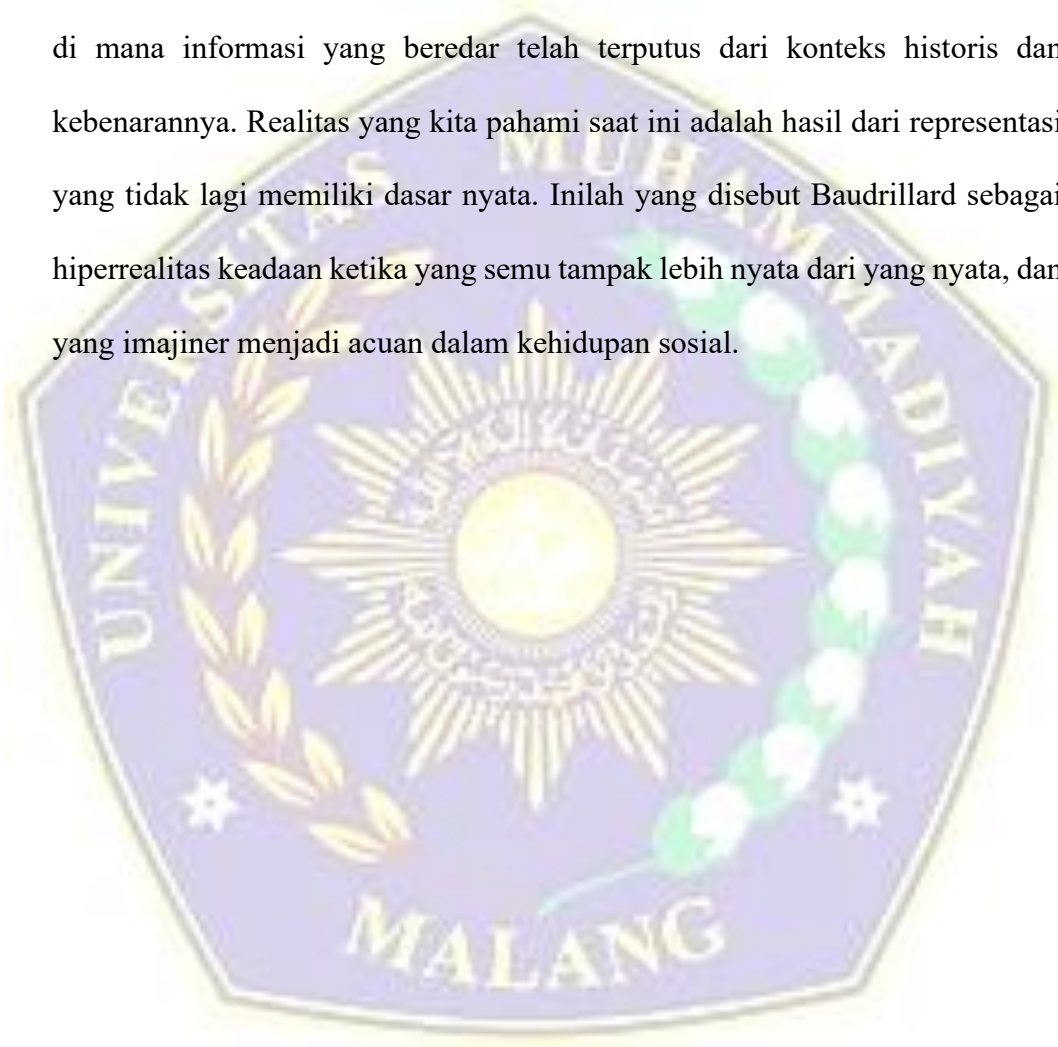 di mana informasi yang beredar telah terputus dari konteks historis dan
kebenarannya. Realitas yang kita pahami saat ini adalah hasil dari representasi
yang tidak lagi memiliki dasar nyata. Inilah yang disebut Baudrillard sebagai
hiperrealitas keadaan ketika yang semu tampak lebih nyata dari yang nyata, dan
yang imajiner menjadi acuan dalam kehidupan sosial.
UNIVERSITAS MUHAMMADIYAH
MALANG